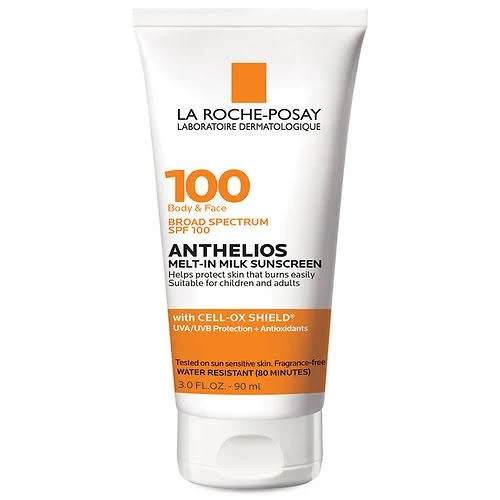 LA ROCHE-POSAY
LABORATOIRE DERMATOLOGIQUE
100
Body & Face
BROAD SPECTRUM
SPF 100
ANTHELIOS
MELT-IN MILK SUNSCREEN
Helps protect skin that burns easily
Suitable for children and adults
with CELL-OX SHIELD®
UVA/UVB Protection + Antioxidants
Tested on sun sensitive skin. Fragrance-free
WATER RESISTANT (80 MINUTES)
3.0 FL.OZ. - 90 ml